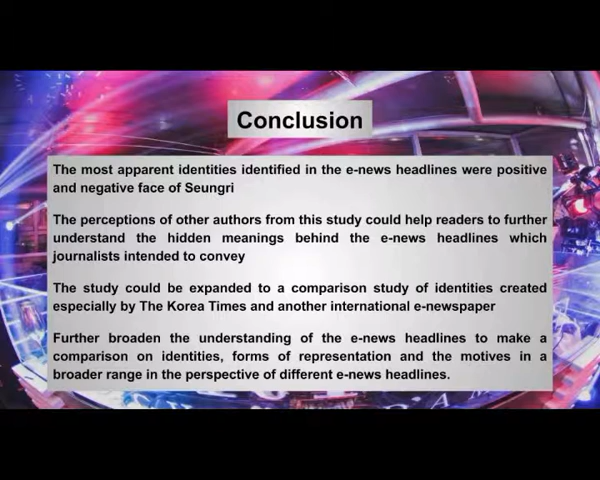 Conclusion
The most apparent identities identified in the e-news headlines were positive
and negative face of Seungri
The perceptions of other authors from this study could help readers to further
understand the hidden meanings behind the e-news headlines which
journalists intended to convey
The study could be expanded to a comparison study of identities created
especially by The Korea Times and another international e-newspaper
Further broaden the understanding of the e-news headlines to make a
comparison on identities, forms of representation and the motives in a
broader range in the perspective of different e-news headlines.